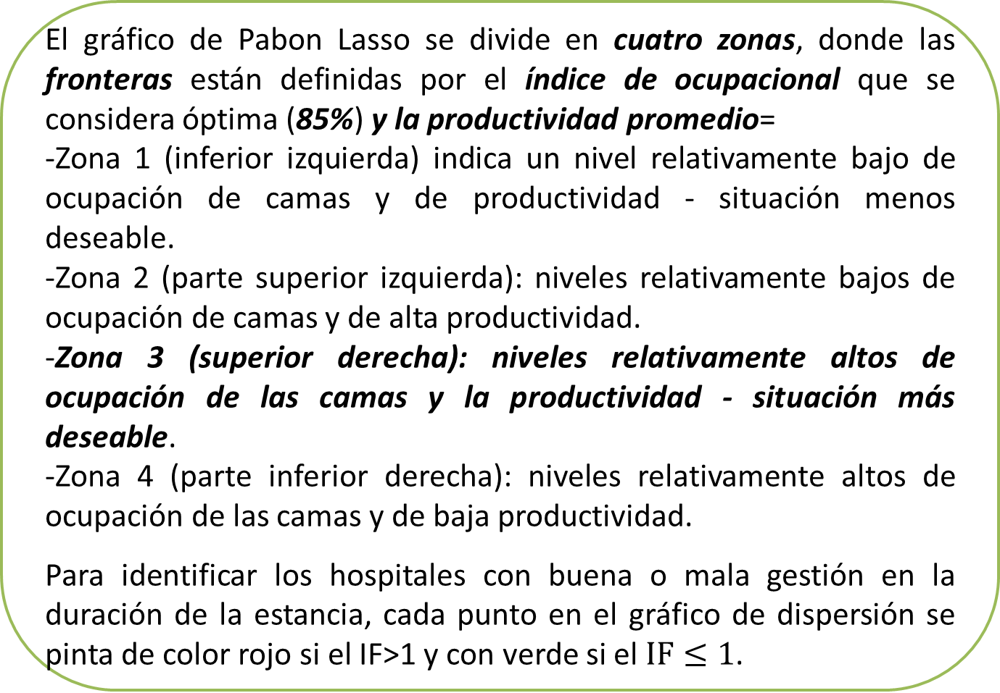 El gráfico de Pabon Lasso se divide en cuatro zonas, donde las
fronteras están definidas por el índice de ocupacional que se
considera óptima (85%) y la productividad promedio=
-Zona 1 (inferior izquierda) indica un nivel relativamente bajo de
ocupación de camas y de productividad - situación menos
deseable.
-Zona 2 (parte superior izquierda): niveles relativamente bajos de
ocupación de camas y de alta productividad.
-Zona 3 (superior derecha): niveles relativamente altos de
ocupación de las camas y la productividad - situación más
deseable.
-Zona 4 (parte inferior derecha): niveles relativamente altos de
ocupación de las camas y de baja productividad.
Para identificar los hospitales con buena o mala gestión en la
duración de la estancia, cada punto en el gráfico de dispersión se
pinta de color rojo si el IF>1 y con verde si el IF ≤ 1.